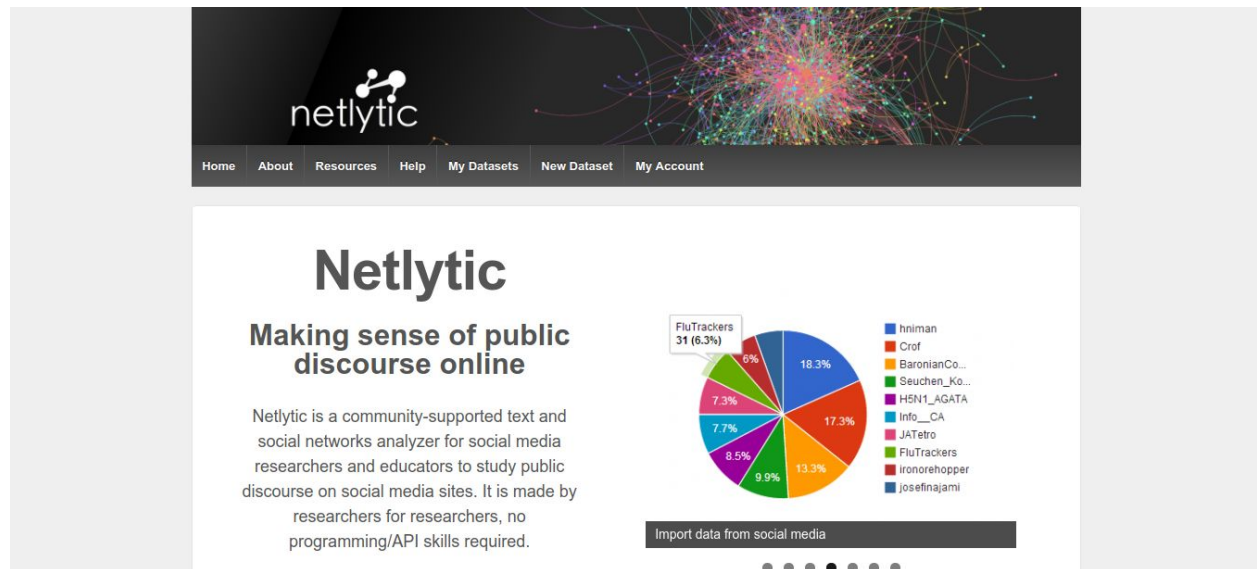 netlytic
Home About Resources Help My Datasets New Dataset My Account
Netlytic
Making sense of public
discourse online
Netlytic is a community-supported text and
social networks analyzer for social media
researchers and educators to study public
discourse on social media sites. It is made by
researchers for researchers, no
programming/API skills required.
FluTrackers
31 (6.3%)
18.3%
17.3%
13.3%
9.9%
8.5%
7.7%
7.3%
6%
hniman
Crof
BaronianCo...
Seuchen_Ko...
H5N1_AGATA
Info__CA
JATetro
FluTrackers
ironorehopper
josefinajami
Import data from social media